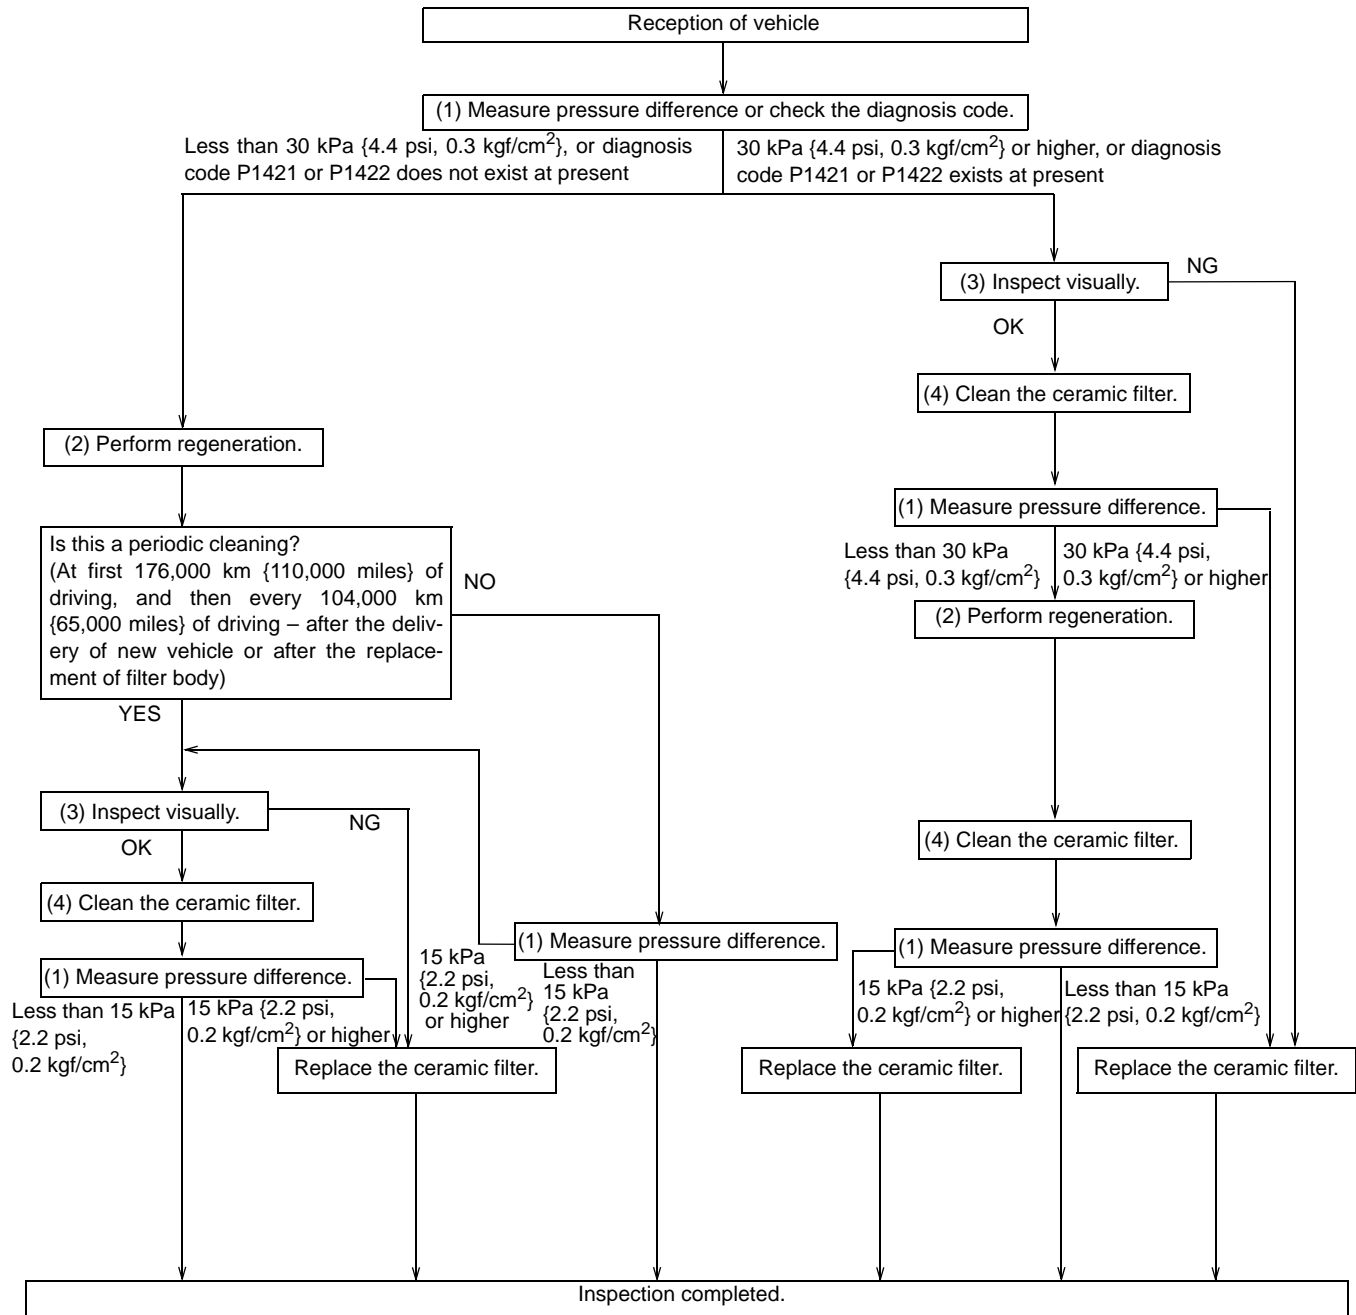 Reception of vehicle
(1) Measure pressure difference or check the diagnosis code.
Less than 30 kPa {4.4 psi, 0.3 kgf/cm²}, or diagnosis
code P1421 or P1422 does not exist at present
30 kPa {4.4 psi, 0.3 kgf/cm²} or higher, or diagnosis
code P1421 or P1422 exists at present
(3) Inspect visually.
NG
OK
(4) Clean the ceramic filter.
(2) Perform regeneration.
(1) Measure pressure difference.
Less than 30 kPa
{4.4 psi, 0.3 kgf/cm²}
30 kPa {4.4 psi,
0.3 kgf/cm²} or higher
Is this a periodic cleaning?
(At first 176,000 km {110,000 miles} of
driving, and then every 104,000 km
{65,000 miles} of driving – after the deliv-
ery of new vehicle or after the replace-
ment of filter body)
NO
YES
(2) Perform regeneration.
(3) Inspect visually.
NG
OK
(4) Clean the ceramic filter.
(4) Clean the ceramic filter.
(1) Measure pressure difference.
15 kPa
{2.2 psi,
0.2 kgf/cm²}
or higher
Less than
15 kPa
{2.2 psi,
0.2 kgf/cm²}
(1) Measure pressure difference.
15 kPa {2.2 psi,
0.2 kgf/cm²} or higher
Less than 15 kPa
{2.2 psi, 0.2 kgf/cm²}
(1) Measure pressure difference.
Less than 15 kPa
{2.2 psi,
0.2 kgf/cm²}
15 kPa {2.2 psi,
0.2 kgf/cm²} or higher
Replace the ceramic filter.
Replace the ceramic filter.
Replace the ceramic filter.
Inspection completed.